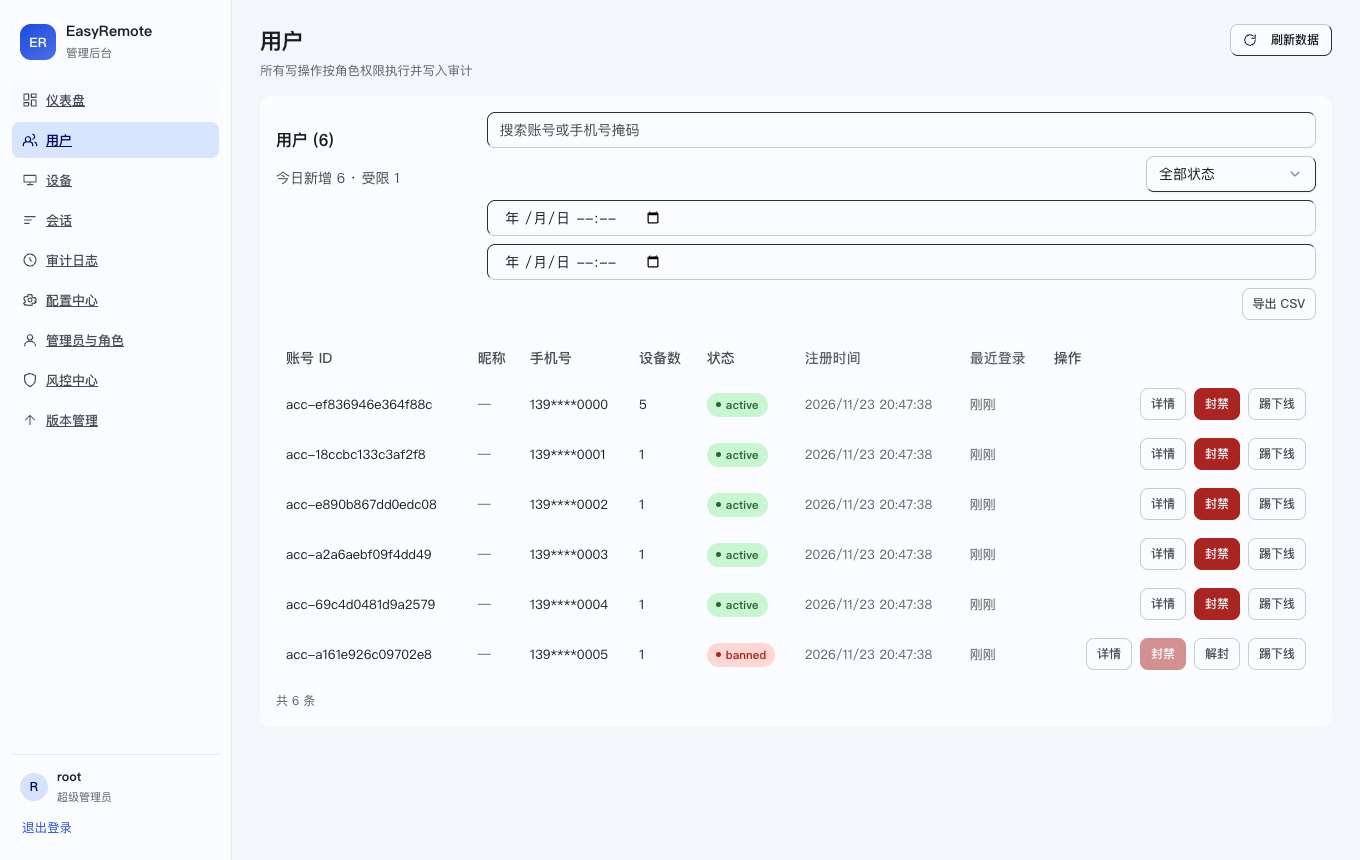 ER
EasyRemote
管理后台
仪表盘
用户
设备
会话
审计日志
配置中心
管理员与角色
风控中心
版本管理
R
root
超级管理员
退出登录
用户
所有写操作按角色权限执行并写入审计
刷新数据
用户 (6)
今日新增 6 · 受限 1
搜索账号或手机号掩码
全部状态
年 /月/日 --:--
年 /月/日 --:--
导出 CSV
账号 ID 昵称 手机号 设备数 状态 注册时间 最近登录 操作
acc-ef836946e364f88c — 139****0000 5 active 2026/11/23 20:47:38 刚刚 详情 封禁 踢下线
acc-18ccbc133c3af2f8 — 139****0001 1 active 2026/11/23 20:47:38 刚刚 详情 封禁 踢下线
acc-e890b867dd0edc08 — 139****0002 1 active 2026/11/23 20:47:38 刚刚 详情 封禁 踢下线
acc-a2a6aebf09f4dd49 — 139****0003 1 active 2026/11/23 20:47:38 刚刚 详情 封禁 踢下线
acc-69c4d0481d9a2579 — 139****0004 1 active 2026/11/23 20:47:38 刚刚 详情 封禁 踢下线
acc-a161e926c09702e8 — 139****0005 1 banned 2026/11/23 20:47:38 刚刚 详情 封禁 解封 踢下线
共 6 条